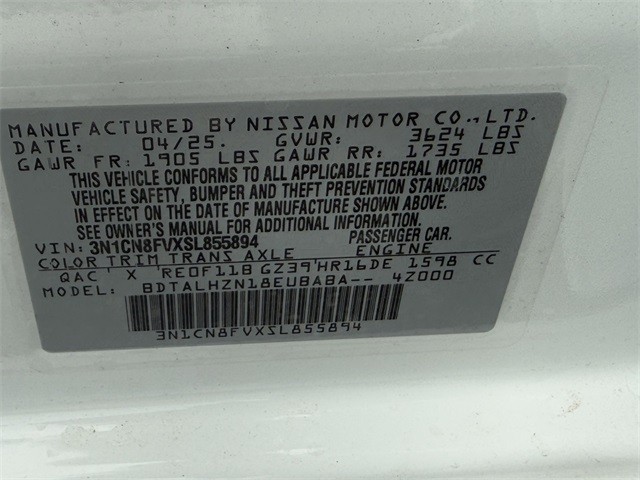 MANUFACTURED BY NISSAN MOTOR CO., LTD.
DATE: 04/25. GVWR: 3624 LBS
GAWR FR: 1905 LBS GAWR RR: 1735 LBS
THIS VEHICLE CONFORMS TO ALL APPLICABLE FEDERAL MOTOR
VEHICLE SAFETY, BUMPER AND THEFT PREVENTION STANDARDS
IN EFFECT ON THE DATE OF MANUFACTURE SHOWN ABOVE.
SEE OWNER'S MANUAL FOR ADDITIONAL INFORMATION.
VIN: 3N1CN8FVXSL855894 PASSENGER CAR.
COLOR TRIM TRANS AXLE ENGINE
QAC' X 'RE0F11B GZ39'HR16DE 1598 CC
MODEL: BDTALHZN18EUBABA-- 4Z000
3N1CN8FVXSL855894